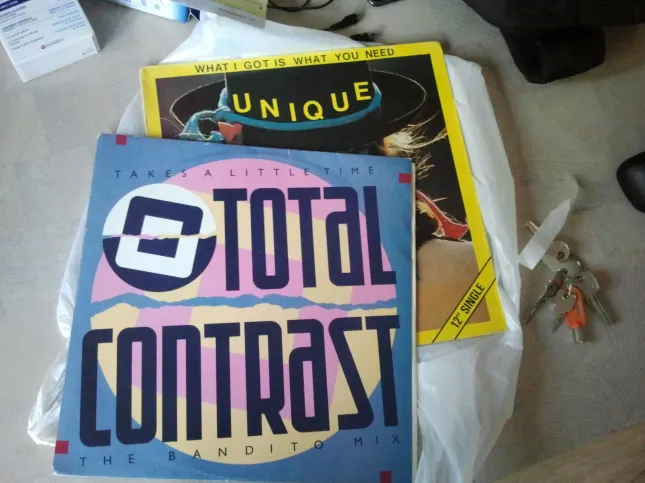 WHAT I GOT IS WHAT YOU NEED
UNIQUE
12" SINGLE
TAKES A LITTLE TIME
TOTAL
CONTRAST
THE BANDITO MIX